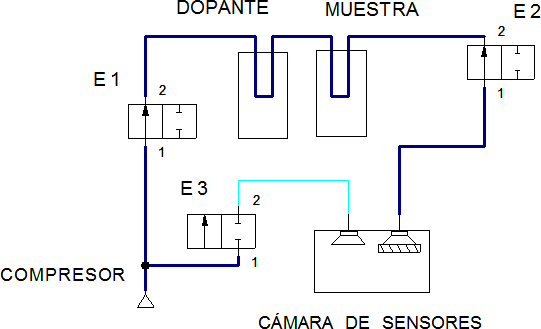 DOPANTE
MUESTRA
E 2
2
1
E 1
2
1
E 3
2
1
COMPRESOR
CÁMARA DE SENSORES